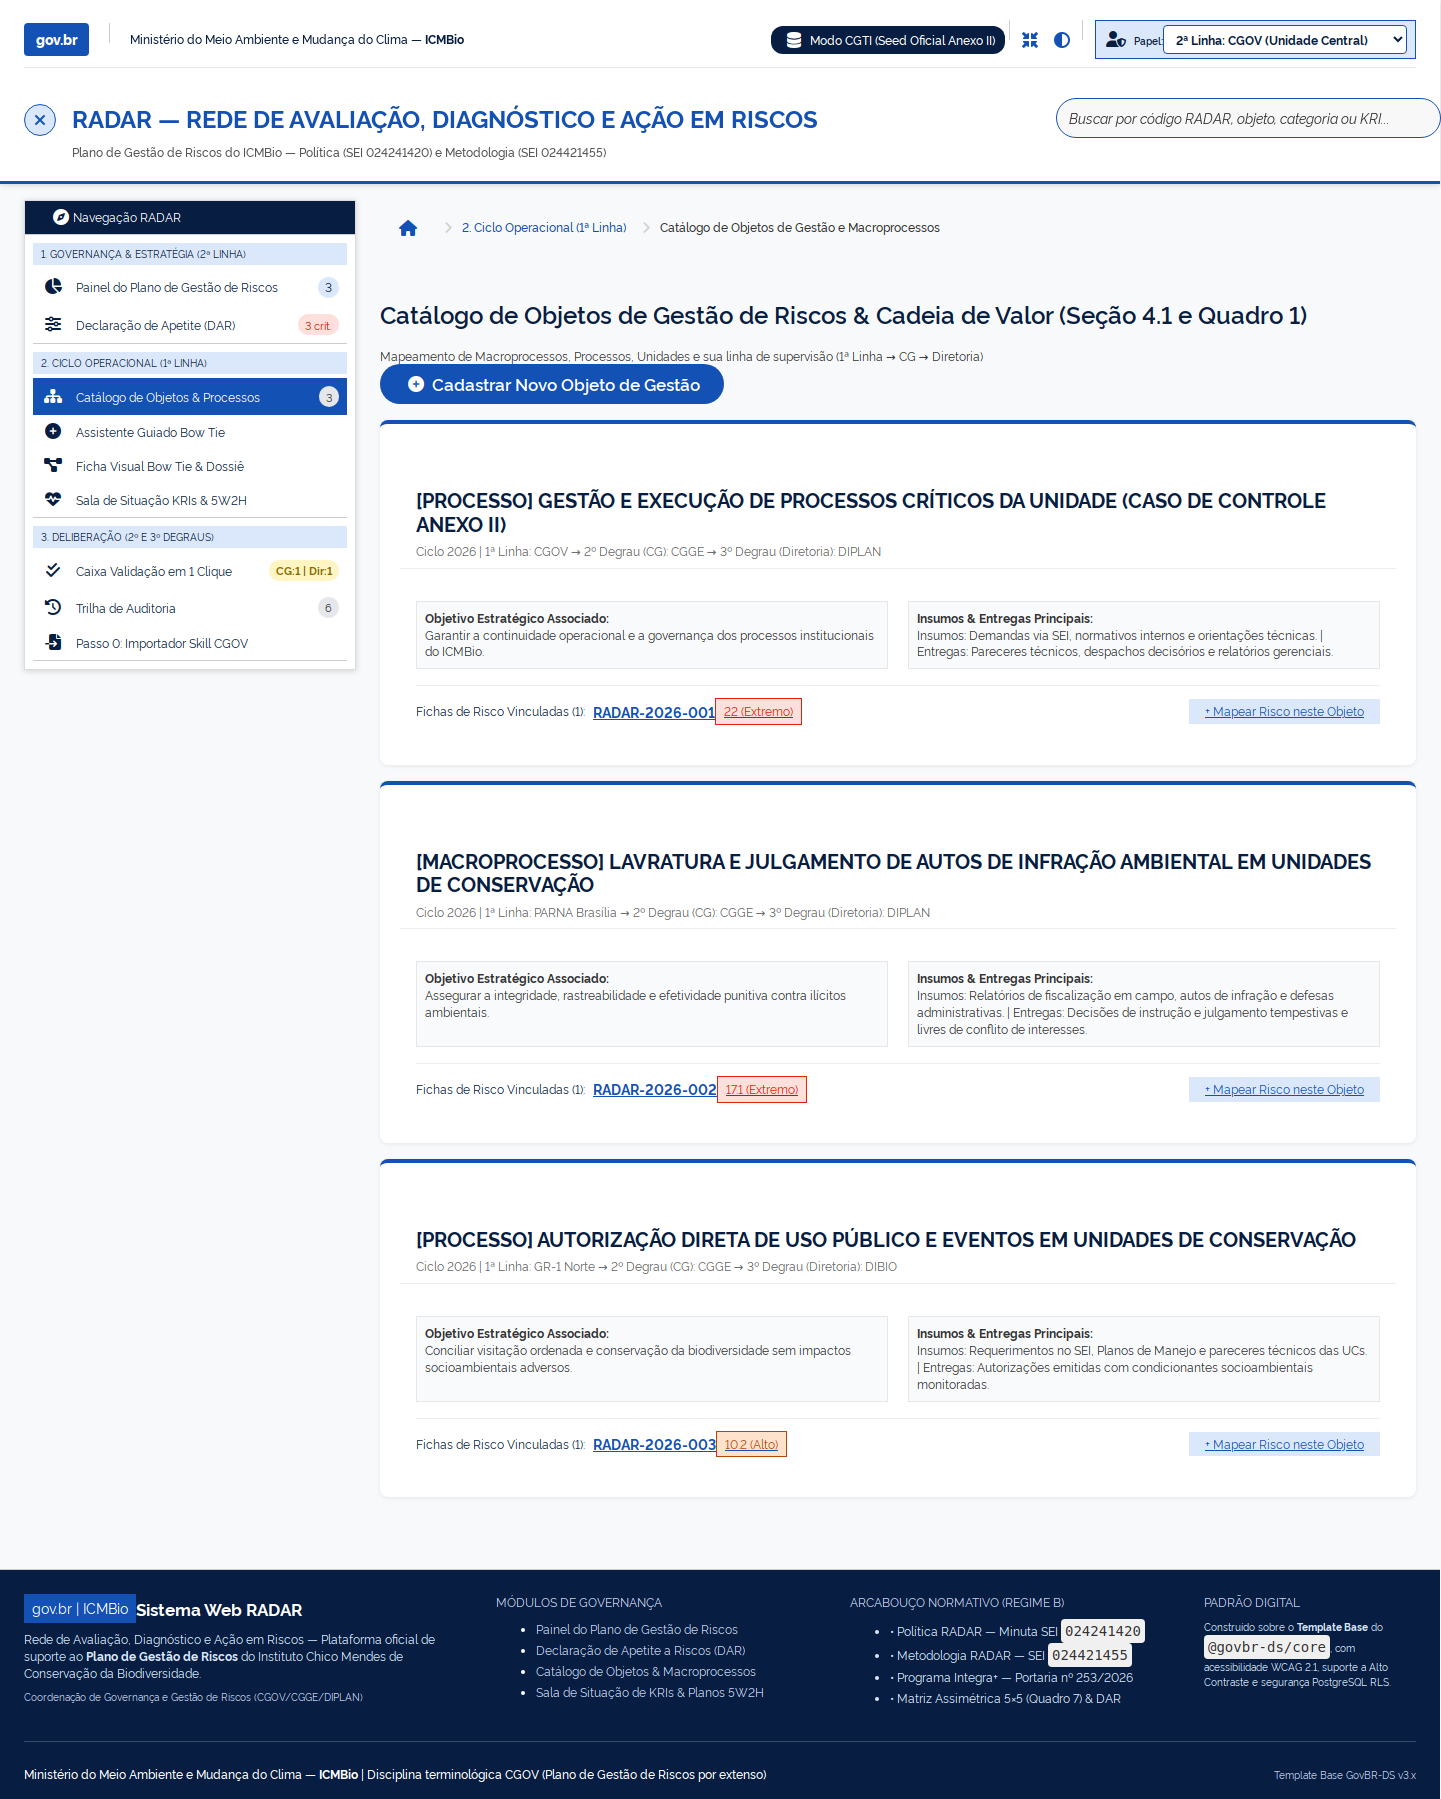 gov.br
Ministério do Meio Ambiente e Mudança do Clima — ICMBio
Modo CGTI (Seed Oficial Anexo II)
Papel:
2ª Linha: CGOV (Unidade Central)
RADAR — REDE DE AVALIAÇÃO, DIAGNÓSTICO E AÇÃO EM RISCOS
Plano de Gestão de Riscos do ICMBio — Política (SEI 024241420) e Metodologia (SEI 024421455)
Buscar por código RADAR, objeto, categoria ou KRI...
Navegação RADAR
1. GOVERNANÇA & ESTRATÉGIA (2ª LINHA)
Painel do Plano de Gestão de Riscos 3
Declaração de Apetite (DAR) 3 crit.
2. CICLO OPERACIONAL (1ª LINHA)
Catálogo de Objetos & Processos 3
Assistente Guiado Bow Tie
Ficha Visual Bow Tie & Dossiê
Sala de Situação KRIs & 5W2H
3. DELIBERAÇÃO (2º E 3º DEGRAUS)
Caixa Validação em 1 Clique CG:1 | Dir:1
Trilha de Auditoria 6
Passo 0: Importador Skill CGOV
2. Ciclo Operacional (1ª Linha)
Catálogo de Objetos de Gestão e Macroprocessos
Catálogo de Objetos de Gestão de Riscos & Cadeia de Valor (Seção 4.1 e Quadro 1)
Mapeamento de Macroprocessos, Processos, Unidades e sua linha de supervisão (1ª Linha → CG → Diretoria)
Cadastrar Novo Objeto de Gestão
[PROCESSO] GESTÃO E EXECUÇÃO DE PROCESSOS CRÍTICOS DA UNIDADE (CASO DE CONTROLE
ANEXO II)
Ciclo 2026 | 1ª Linha: CGOV → 2º Degrau (CG): CGGE → 3º Degrau (Diretoria): DIPLAN
Objetivo Estratégico Associado:
Garantir a continuidade operacional e a governança dos processos institucionais
do ICMBio.
Insumos & Entregas Principais:
Insumos: Demandas via SEI, normativos internos e orientações técnicas. |
Entregas: Pareceres técnicos, despachos decisórios e relatórios gerenciais.
Fichas de Risco Vinculadas (1): RADAR-2026-001 22 (Extremo)
+ Mapear Risco neste Objeto
[MACROPROCESSO] LAVRATURA E JULGAMENTO DE AUTOS DE INFRAÇÃO AMBIENTAL EM UNIDADES
DE CONSERVAÇÃO
Ciclo 2026 | 1ª Linha: PARNA Brasília → 2º Degrau (CG): CGGE → 3º Degrau (Diretoria): DIPLAN
Objetivo Estratégico Associado:
Assegurar a integridade, rastreabilidade e efetividade punitiva contra ilícitos
ambientais.
Insumos & Entregas Principais:
Insumos: Relatórios de fiscalização em campo, autos de infração e defesas
administrativas. | Entregas: Decisões de instrução e julgamento tempestivas e
livres de conflito de interesses.
Fichas de Risco Vinculadas (1): RADAR-2026-002 17.1 (Extremo)
+ Mapear Risco neste Objeto
[PROCESSO] AUTORIZAÇÃO DIRETA DE USO PÚBLICO E EVENTOS EM UNIDADES DE CONSERVAÇÃO
Ciclo 2026 | 1ª Linha: GR-1 Norte → 2º Degrau (CG): CGGE → 3º Degrau (Diretoria): DIBIO
Objetivo Estratégico Associado:
Conciliar visitação ordenada e conservação da biodiversidade sem impactos
socioambientais adversos.
Insumos & Entregas Principais:
Insumos: Requerimentos no SEI, Planos de Manejo e pareceres técnicos das UCs.
| Entregas: Autorizações emitidas com condicionantes socioambientais
monitoradas.
Fichas de Risco Vinculadas (1): RADAR-2026-003 10.2 (Alto)
+ Mapear Risco neste Objeto
gov.br | ICMBio Sistema Web RADAR
Rede de Avaliação, Diagnóstico e Ação em Riscos — Plataforma oficial de
suporte ao Plano de Gestão de Riscos do Instituto Chico Mendes de
Conservação da Biodiversidade.
Coordenação de Governança e Gestão de Riscos (CGOV/CGGE/DIPLAN)
MÓDULOS DE GOVERNANÇA
• Painel do Plano de Gestão de Riscos
• Declaração de Apetite a Riscos (DAR)
• Catálogo de Objetos & Macroprocessos
• Sala de Situação de KRIs & Planos 5W2H
ARCABOUÇO NORMATIVO (REGIME B)
• • Política RADAR — Minuta SEI 024241420
• • Metodologia RADAR — SEI 024421455
• • Programa Integra+ — Portaria nº 253/2026
• • Matriz Assimétrica 5×5 (Quadro 7) & DAR
PADRÃO DIGITAL
Construído sobre o Template Base do
@govbr-ds/core, com
acessibilidade WCAG 2.1, suporte a Alto
Contraste e segurança PostgreSQL RLS.
Ministério do Meio Ambiente e Mudança do Clima — ICMBio | Disciplina terminológica CGOV (Plano de Gestão de Riscos por extenso)
Template Base GovBR-DS v3.x